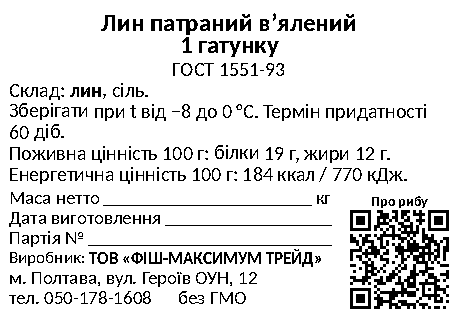 Лин патраний в’ялений
1 гатунку
ГОСТ 1551-93
Склад: лин, сіль.
Зберігати при t від −8 до 0 °С. Термін придатності
60 діб.
Поживна цінність 100 г: білки 19 г, жири 12 г.
Енергетична цінність 100 г: 184 ккал / 770 кДж.
Маса нетто ______________________ кг
Про рибу
Дата виготовлення __________________
Партія № __________________________
Виробник: ТОВ «ФІШ-МАКСИМУМ ТРЕЙД»
м. Полтава, вул. Героїв ОУН, 12
тел. 050-178-1608 без ГМО